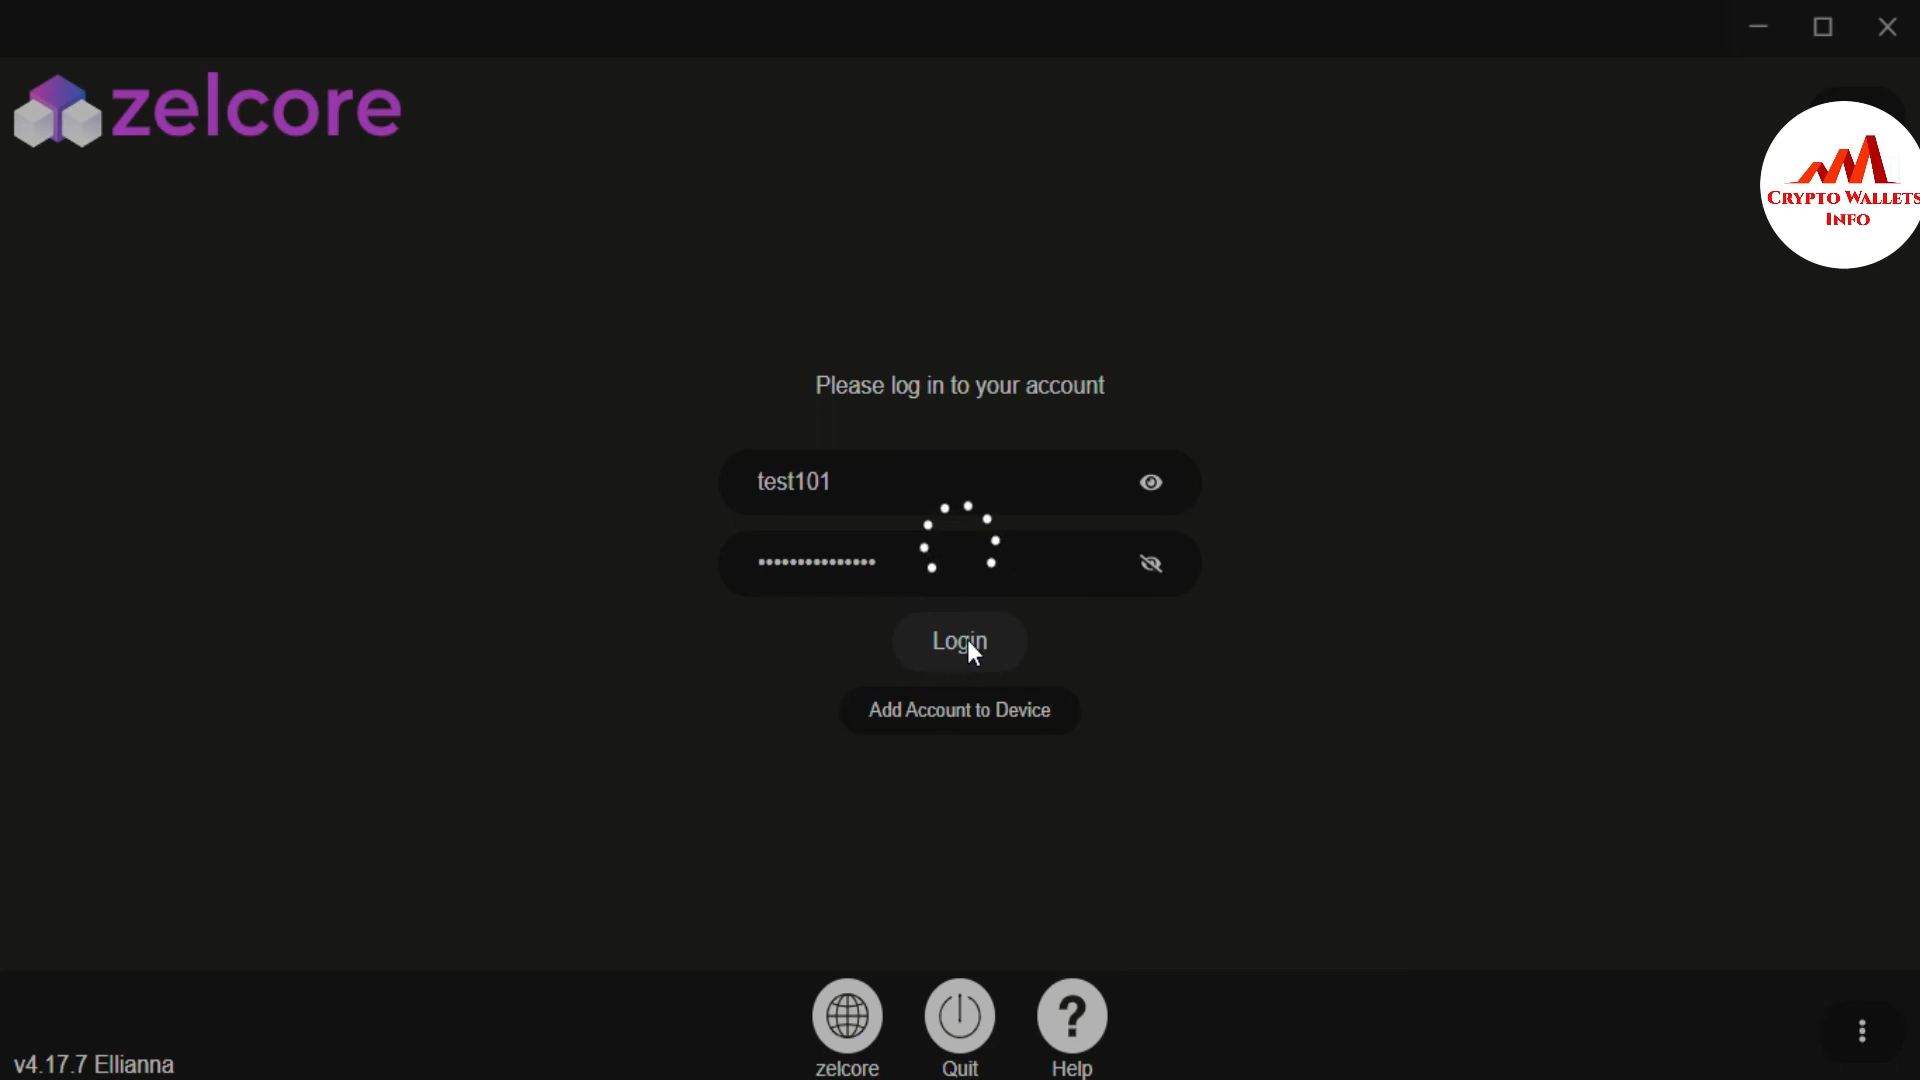 zelcore
CRYPTO WALLETS
INFO
Please log in to your account
test101
•••••••••••••••
Login
Add Account to Device
zelcore
Quit
Help
v4.17.7 Ellianna